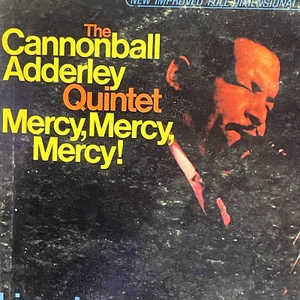 NEW IMPROVED FULL DIMENSIONAL
The
Cannonball
Adderley
Quintet
Mercy, Mercy,
Mercy!